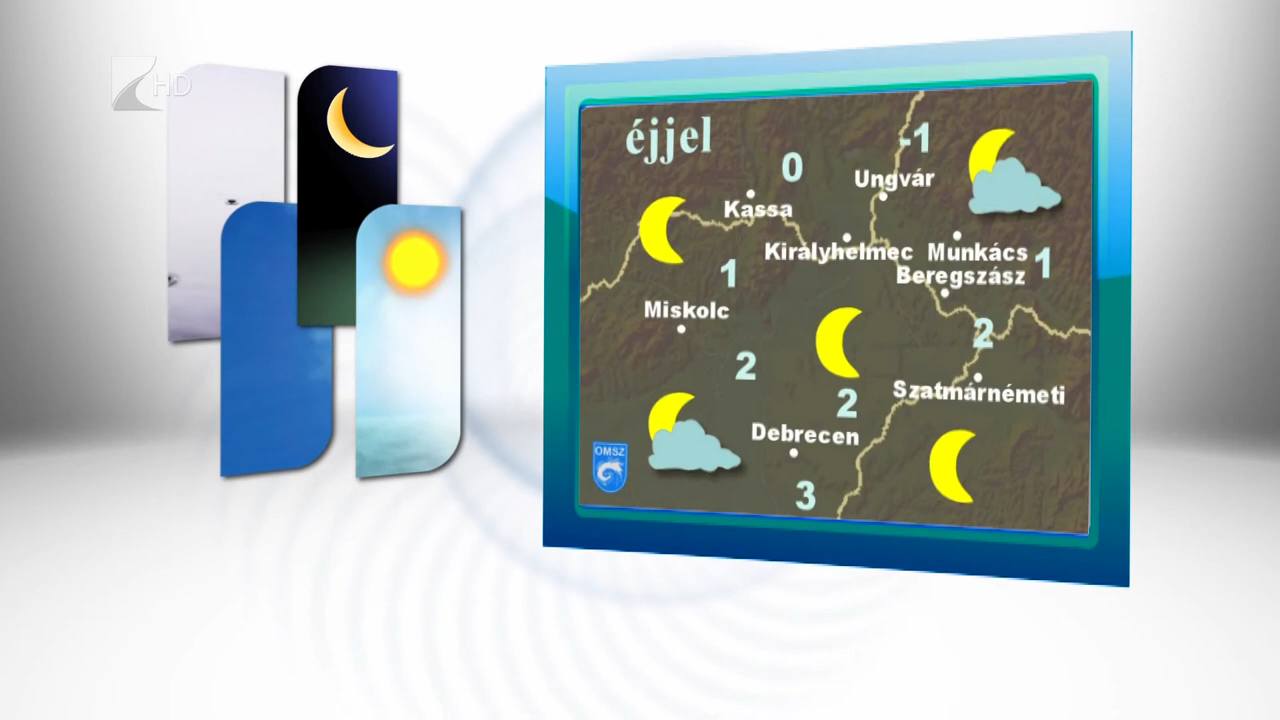 HD
éjjel
-1
0
Ungvár
Kassa
Királyhelmec
Munkács
1
1
Beregszász
Miskolc
2
2
Szatmárnémeti
2
Debrecen
OMSZ
3